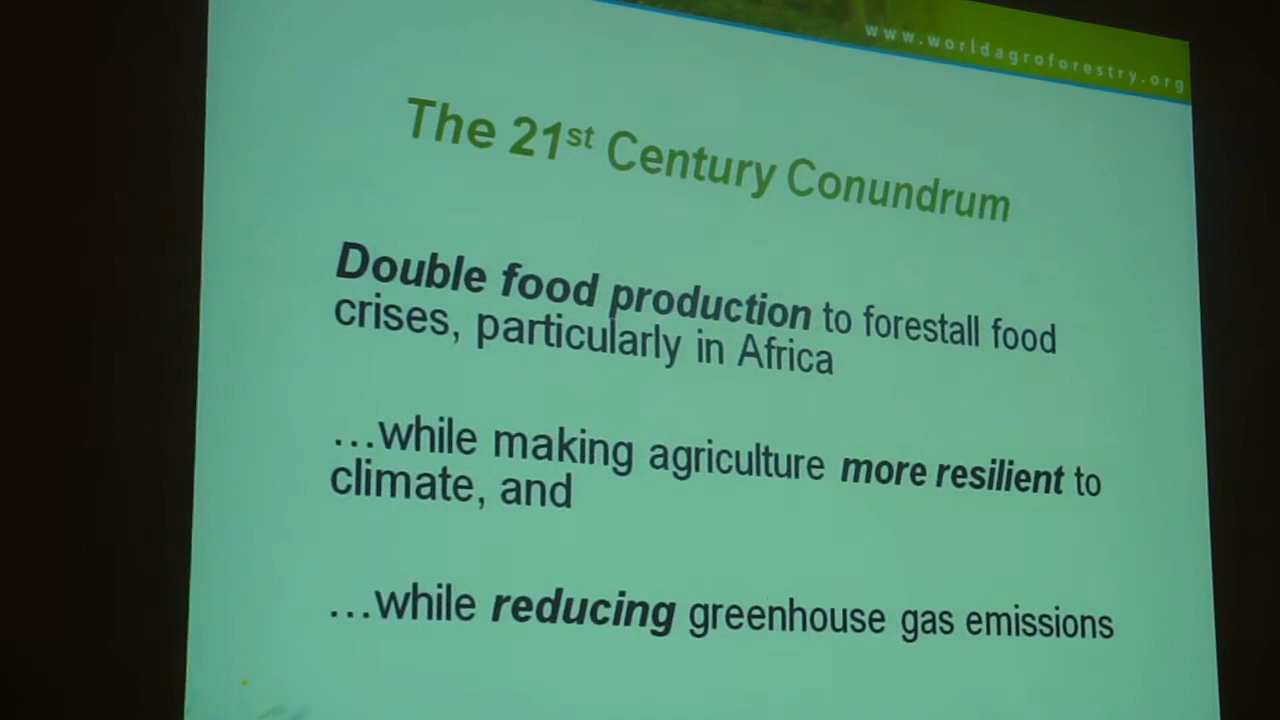 www.worldagroforestry.org
The 21st Century Conundrum
Double food production to forestall food
crises, particularly in Africa
…while making agriculture more resilient to
climate, and
…while reducing greenhouse gas emissions